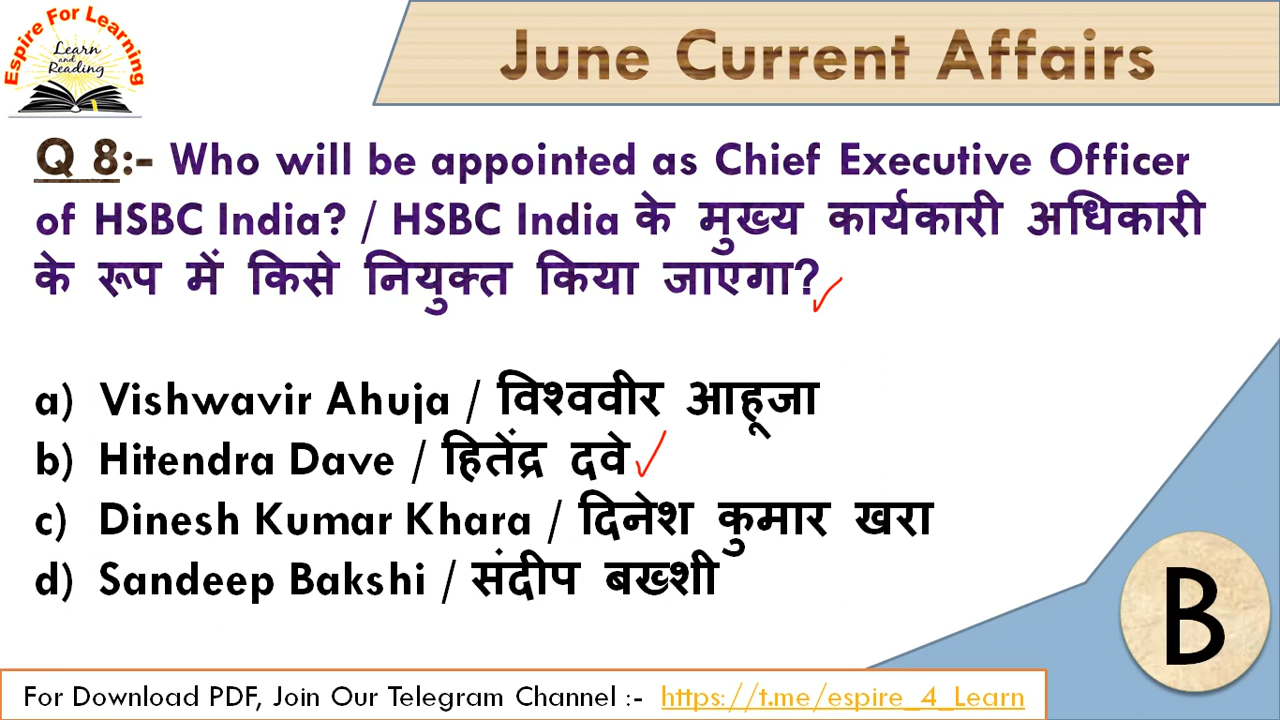 Espire For Learning
Learn
and
Reading
June Current Affairs
Q 8:- Who will be appointed as Chief Executive Officer
of HSBC India? / HSBC India के मुख्य कार्यकारी अधिकारी
के रूप में किसे नियुक्त किया जाएगा?
a) Vishwavir Ahuja / विश्ववीर आहूजा
b) Hitendra Dave / हितेंद्र दवे
c) Dinesh Kumar Khara / दिनेश कुमार खरा
d) Sandeep Bakshi / संदीप बख्शी
B
For Download PDF, Join Our Telegram Channel :- https://t.me/espire_4_Learn